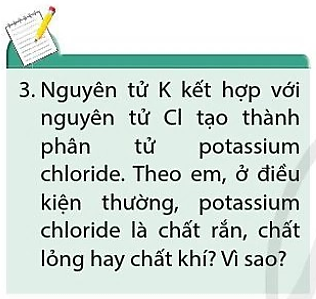 3. Nguyên tử K kết hợp với
nguyên tử Cl tạo thành
phân tử potassium
chloride. Theo em, ở điều
kiện thường, potassium
chloride là chất rắn, chất
lỏng hay chất khí? Vì sao?